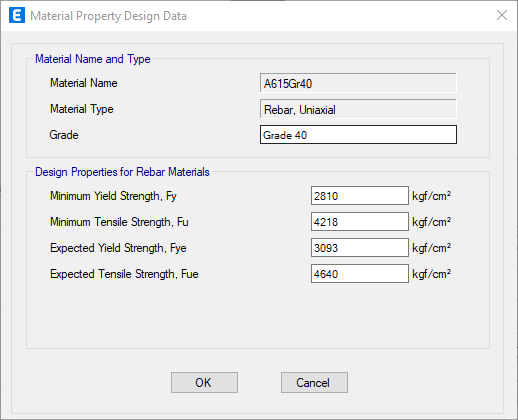 E Material Property Design Data
Material Name and Type
Material Name A615Gr40
Material Type Rebar, Uniaxial
Grade Grade 40
Design Properties for Rebar Materials
Minimum Yield Strength, Fy 2810 kgf/cm²
Minimum Tensile Strength, Fu 4218 kgf/cm²
Expected Yield Strength, Fye 3093 kgf/cm²
Expected Tensile Strength, Fue 4640 kgf/cm²
OK Cancel